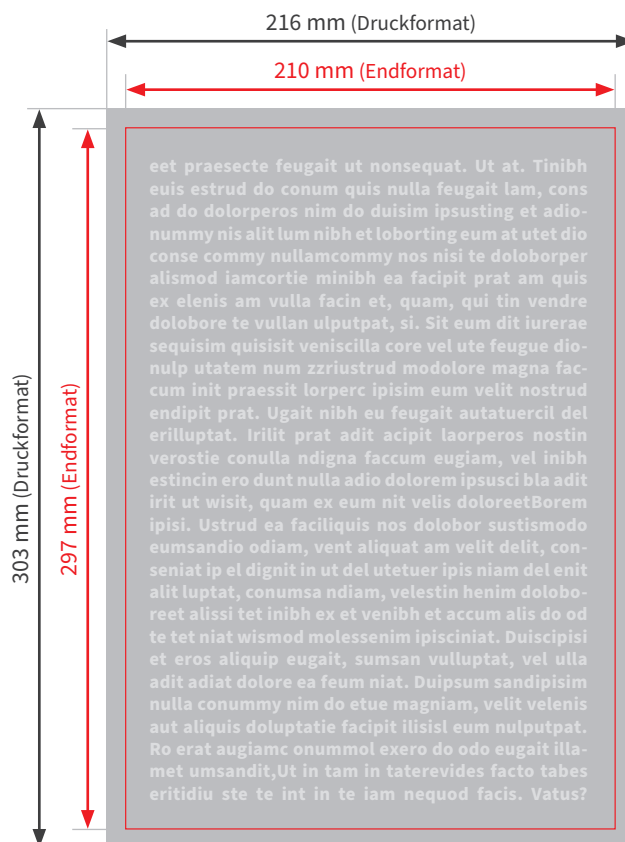 216 mm (Druckformat)
210 mm (Endformat)
303 mm (Druckformat)
297 mm (Endformat)
eet praesecte feugait ut nonsequat. Ut at. Tinibh
euis estrud do conum quis nulla feugait lam, cons
ad do dolorperos nim do duisim ipsusting et adio-
nummy nis alit lum nibh et loborting eum at utet dio
conse commy nullamcommy nos nisi te doloborper
alismod iamcortie minibh ea facipit prat am quis
ex elenis am vulla facin et, quam, qui tin vendre
dolobore te vullan ulputpat, si. Sit eum dit iurerae
sequisim quisisit veniscilla core vel ute feugue dio-
nulp utatem num zzriustrud modolore magna fac-
cum init praessit lorperc ipisim eum velit nostrud
endipit prat. Ugait nibh eu feugait autatuercil del
erilluptat. Irilit prat adit acipit laorperos nostin
verostie conulla ndigna faccum eugiam, vel inibh
estincin ero dunt nulla adio dolorem ipsusci bla adit
irit ut wisit, quam ex eum nit velis doloreetBorem
ipisi. Ustrud ea faciliquis nos dolobor sustismodo
eumsandio odiam, vent aliquat am velit delit, con-
seniat ip el dignit in ut del utetuer ipis niam del enit
alit luptat, conumsa ndiam, velestin henim dolobo-
reet alissi tet inibh ex et venibh et accum alis do od
te tet niat wismod molessenim ipisciniat. Duiscipisi
et eros aliquip eugait, sumsan vulluptat, vel ulla
adit adiat dolore ea feum niat. Duipsum sandipisim
nulla conummy nim do etue magniam, velit velenis
aut aliquis doluptatie facipit ilisisl eum nulputpat.
Ro erat augiamc onummol exero do odo eugait illa-
met umsandit,Ut in tam in taterevides facto tabes
eritidiu ste te int in te iam nequod facis. Vatus?